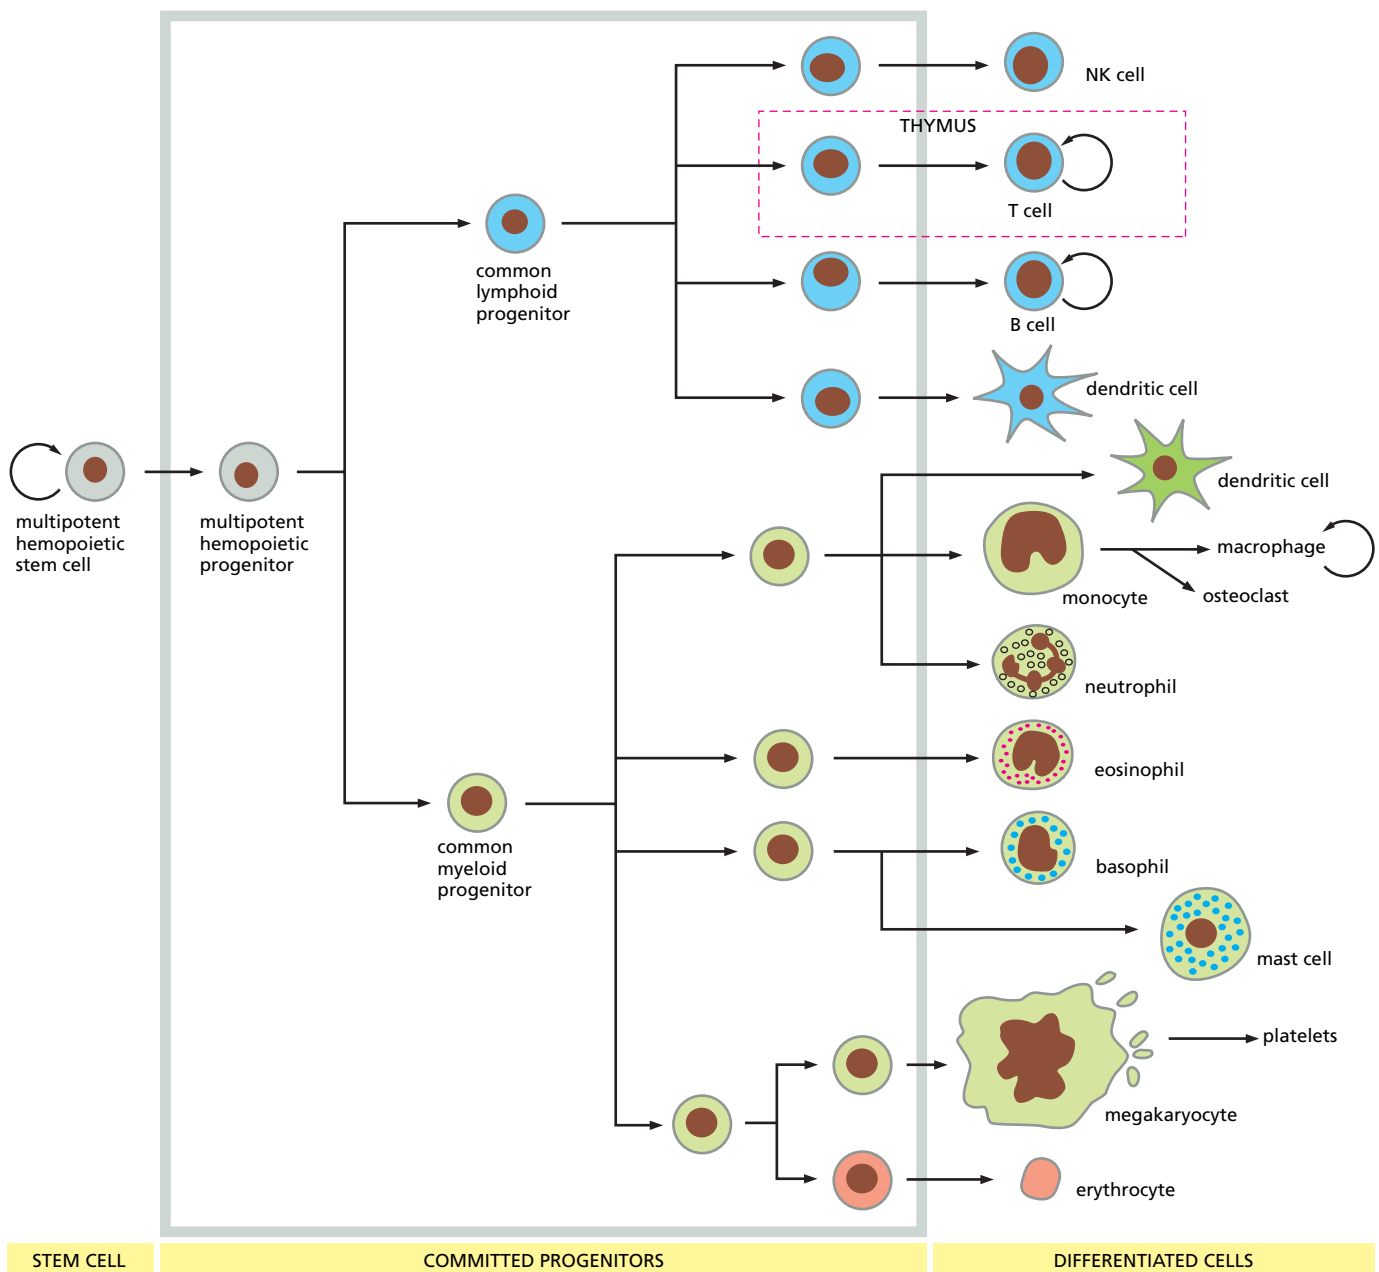 NK cell
THYMUS
T cell
common
lymphoid
progenitor
B cell
dendritic cell
dendritic cell
multipotent
hemopoietic
stem cell
multipotent
hemopoietic
progenitor
macrophage
monocyte
osteoclast
neutrophil
eosinophil
common
myeloid
progenitor
basophil
mast cell
platelets
megakaryocyte
erythrocyte
STEM CELL
COMMITTED PROGENITORS
DIFFERENTIATED CELLS